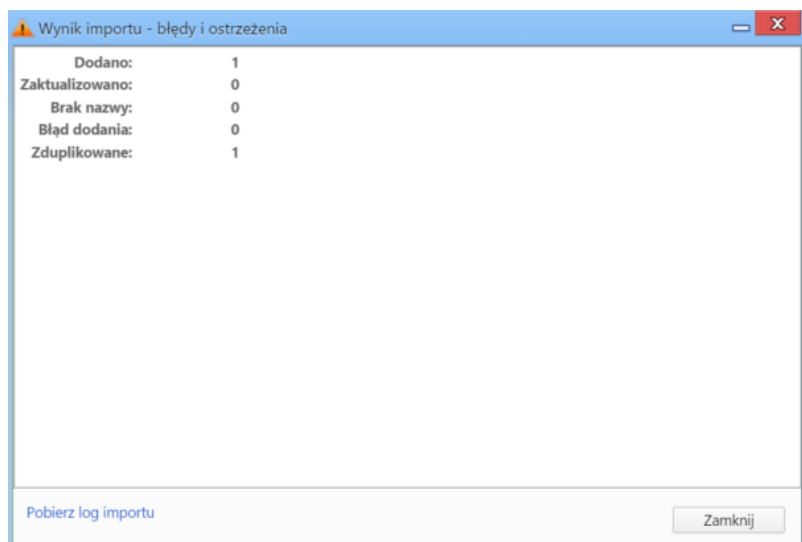 Wynik importu - błędy i ostrzeżenia
Dodano: 1
Zaktualizowano: 0
Brak nazwy: 0
Błąd dodania: 0
Zduplikowane: 1
Pobierz log importu
Zamknij